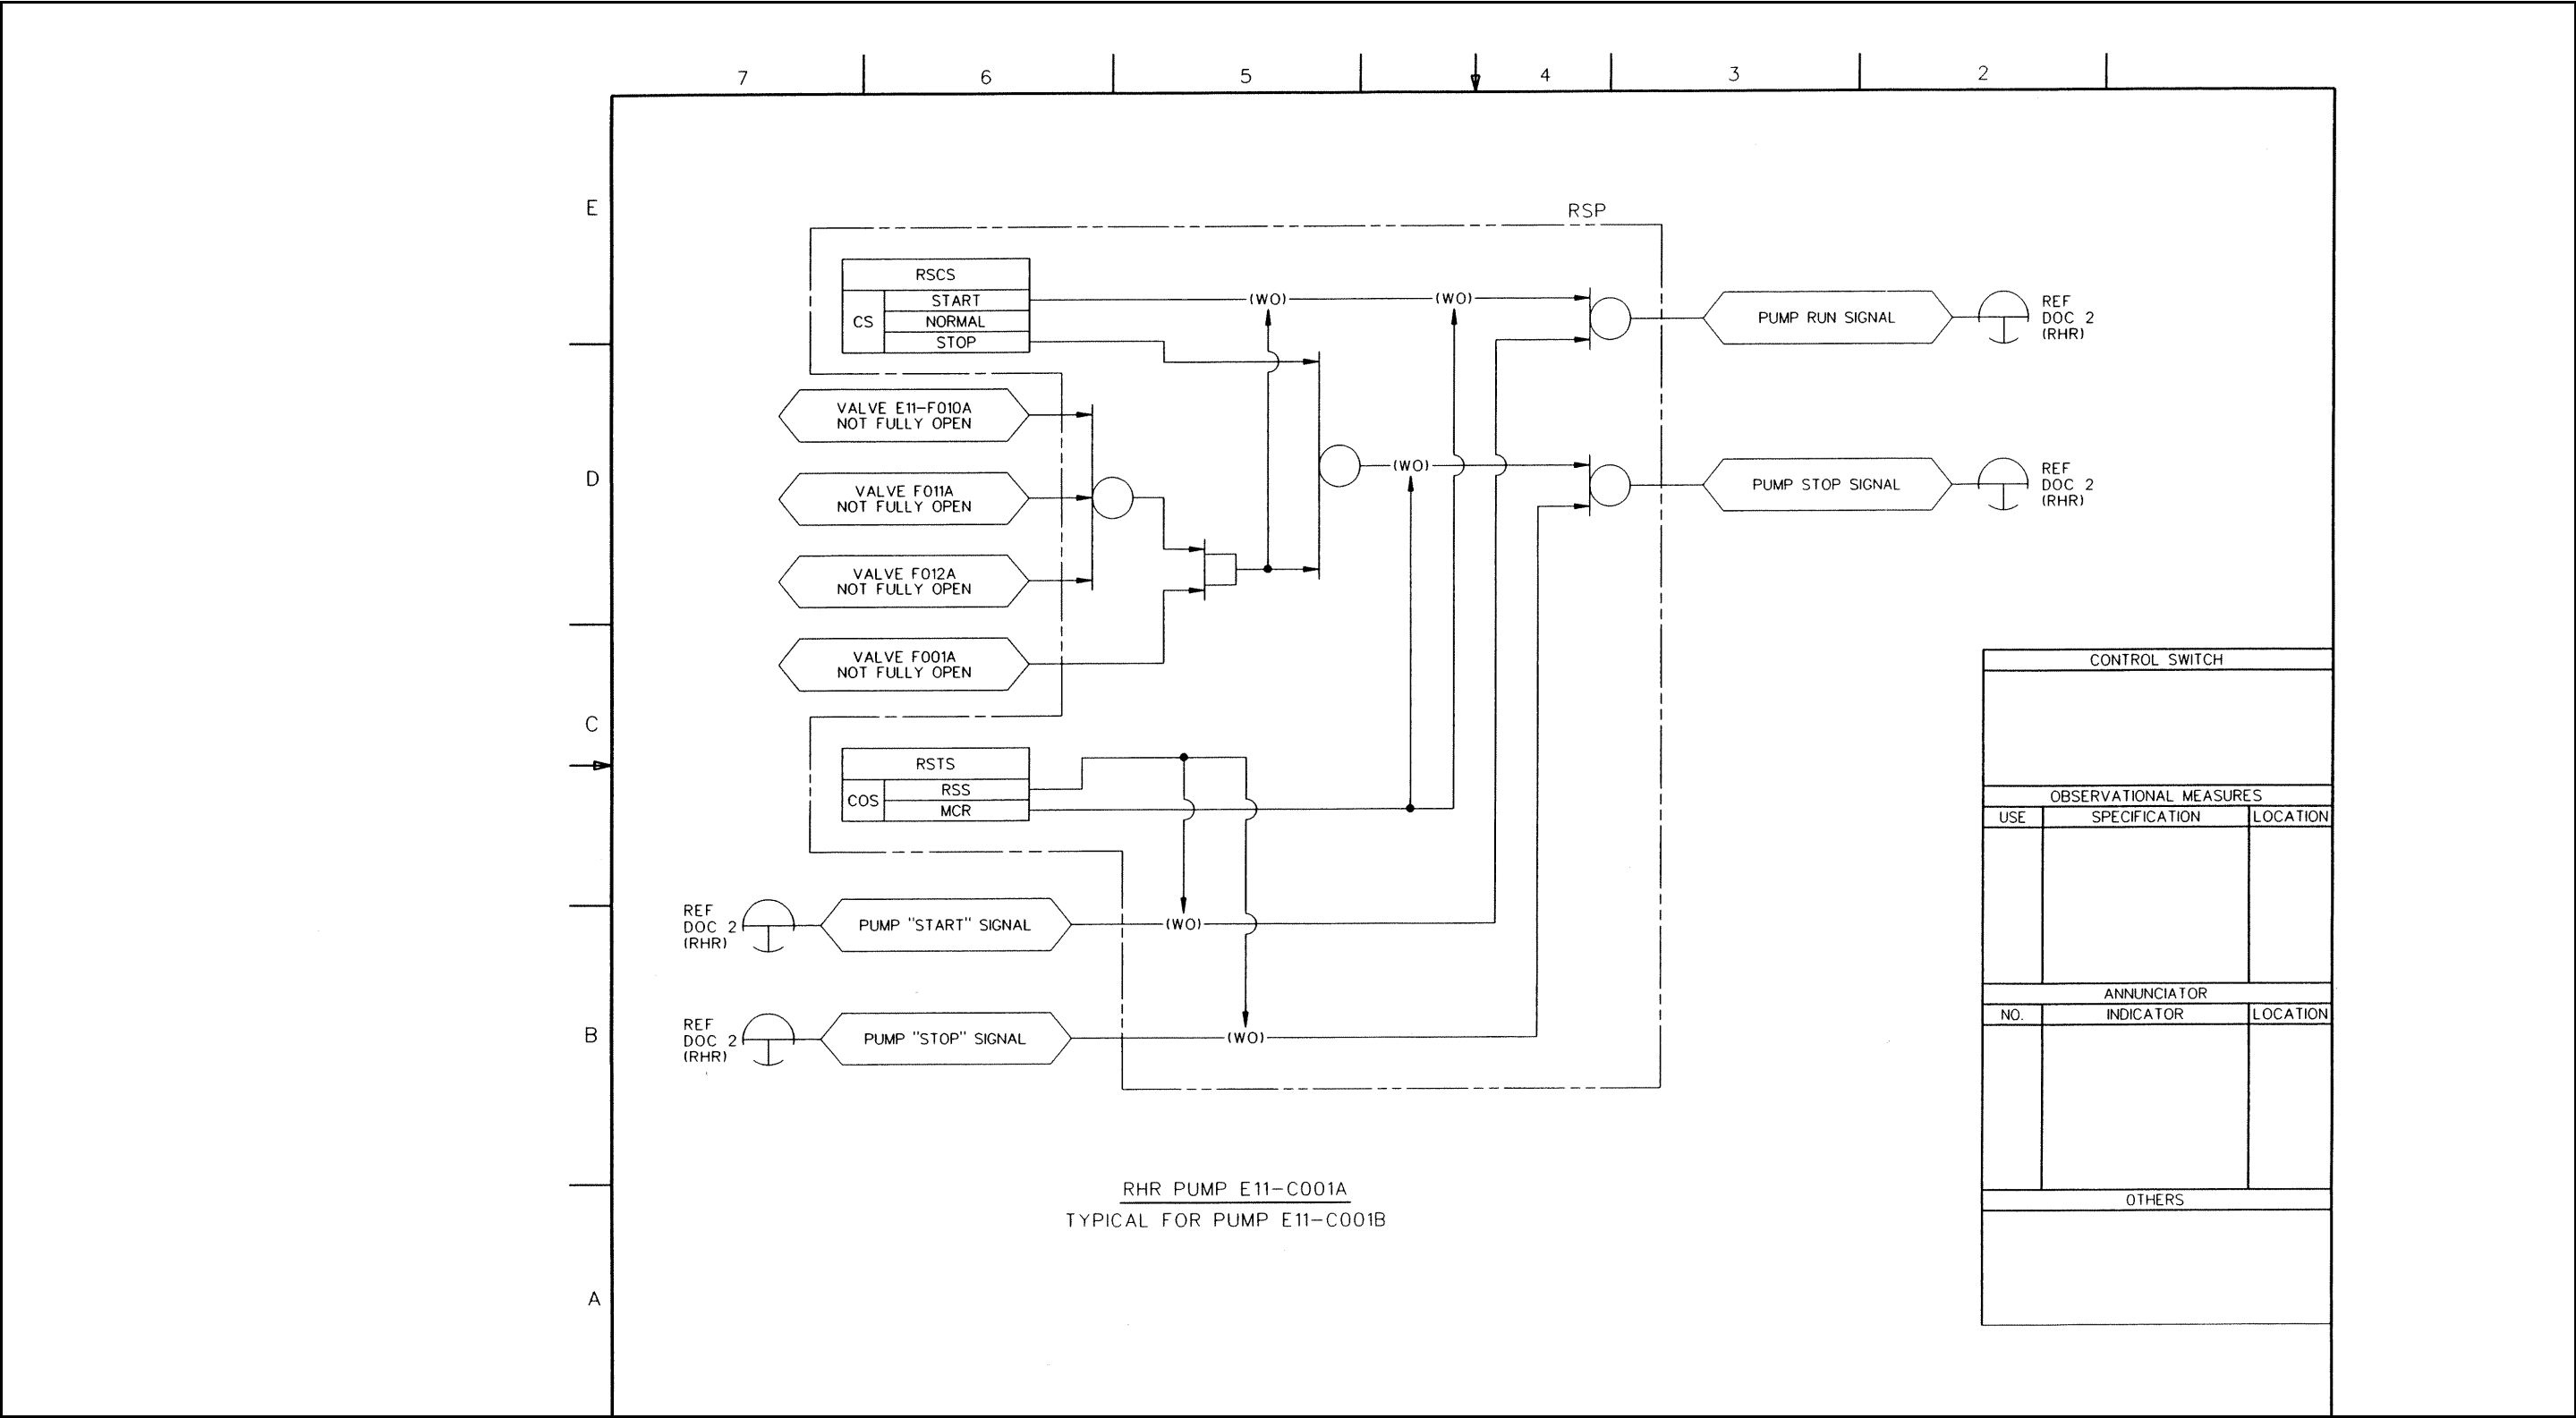 7 6 5 4 3 2
E
RSP
RSCS
CS
START
NORMAL
STOP
(WO)
(WO)
PUMP RUN SIGNAL
REF
DOC 2
(RHR)
VALVE E11-F010A
NOT FULLY OPEN
D
VALVE F011A
NOT FULLY OPEN
(WO)
PUMP STOP SIGNAL
REF
DOC 2
(RHR)
VALVE F012A
NOT FULLY OPEN
VALVE F001A
NOT FULLY OPEN
C
RSTS
COS
RSS
MCR
REF
DOC 2
(RHR)
PUMP "START" SIGNAL
(WO)
B
REF
DOC 2
(RHR)
PUMP "STOP" SIGNAL
(WO)
RHR PUMP E11-C001A
TYPICAL FOR PUMP E11-C001B
A
CONTROL SWITCH
OBSERVATIONAL MEASURES
USE SPECIFICATION LOCATION
ANNUNCIATOR
NO. INDICATOR LOCATION
OTHERS